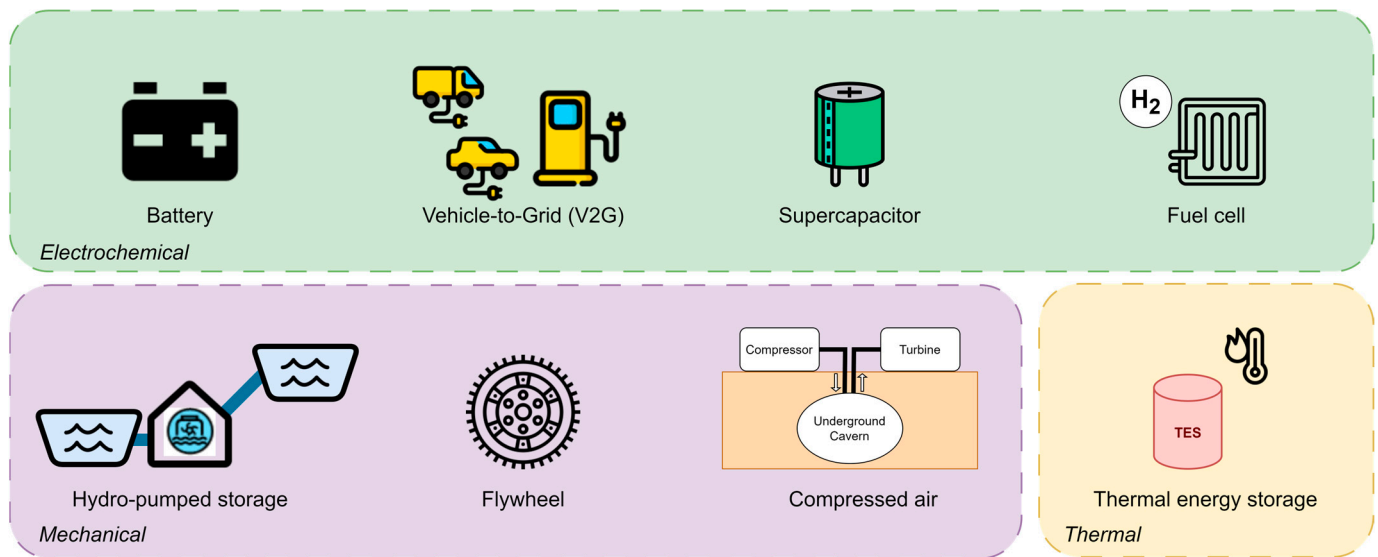 H2
Battery
Vehicle-to-Grid (V2G)
Supercapacitor
Fuel cell
Electrochemical
Compressor
Turbine
Underground
Cavern
TES
Hydro-pumped storage
Flywheel
Compressed air
Thermal energy storage
Mechanical
Thermal